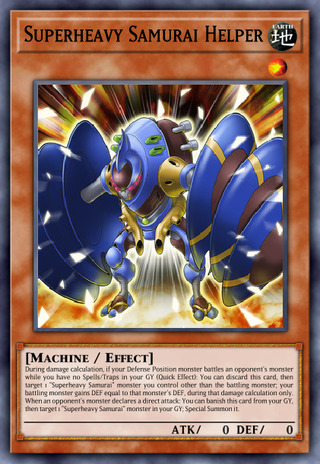 Superheavy Samurai Helper
EARTH
地
[Machine / Effect]
During damage calculation, if your Defense Position monster battles an opponent's monster
while you have no Spells/Traps in your GY (Quick Effect): You can discard this card, then
target 1 "Superheavy Samurai" monster you control other than the battling monster; your
battling monster gains DEF equal to that monster's DEF, during that damage calculation only.
When an opponent's monster declares a direct attack: You can banish this card from your GY,
then target 1 "Superheavy Samurai" monster in your GY; Special Summon it.
ATK/ 0 DEF/ 0